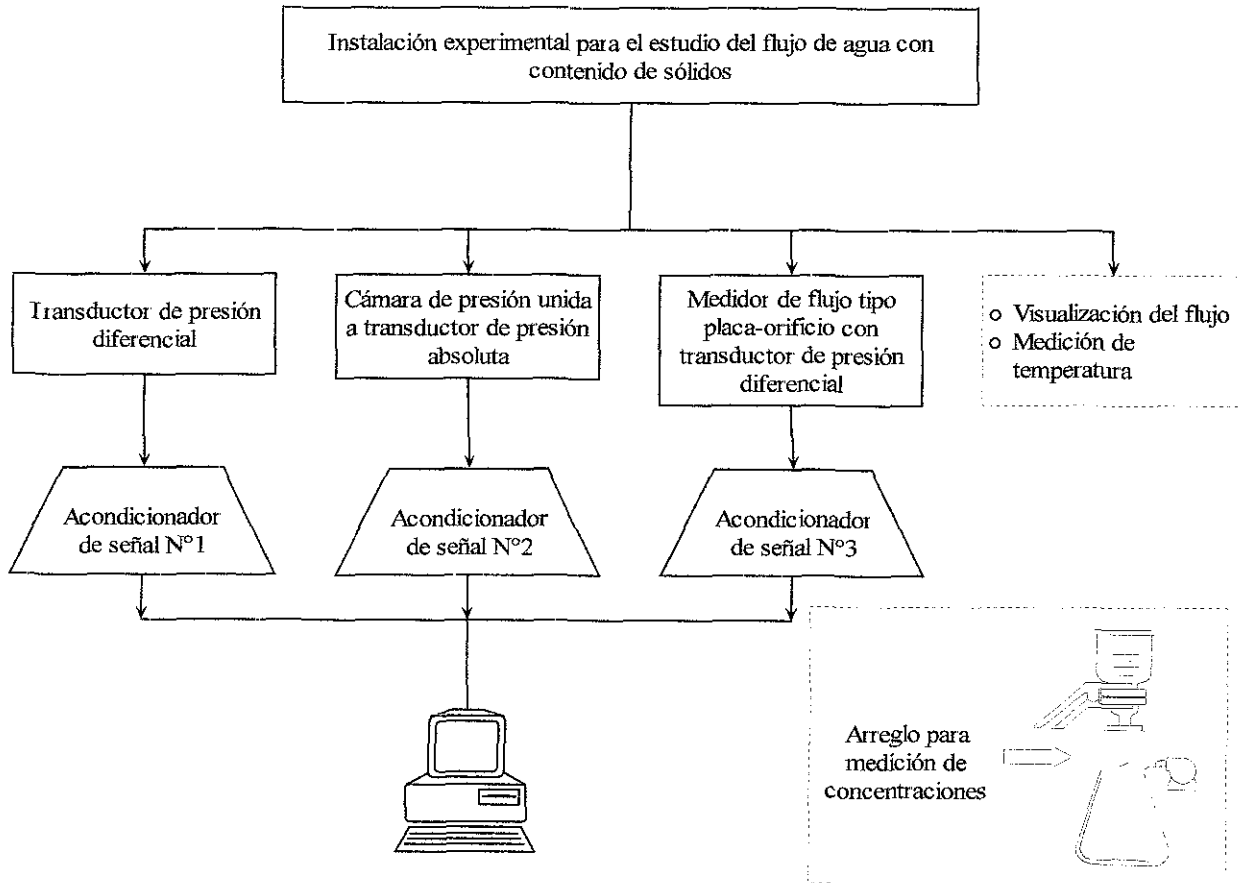 Instalación experimental para el estudio del flujo de agua con
contenido de sólidos
Transductor de presión
diferencial
Cámara de presión unida
a transductor de presión
absoluta
Medidor de flujo tipo
placa-orificio con
transductor de presión
diferencial
o Visualización del flujo
o Medición de
temperatura
Acondicionador
de señal N°1
Acondicionador
de señal N°2
Acondicionador
de señal N°3
Arreglo para
medición de
concentraciones